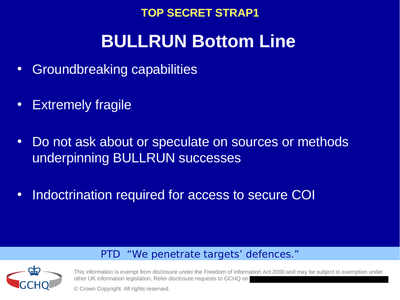 TOP SECRET STRAP1
BULLRUN Bottom Line
• Groundbreaking capabilities
• Extremely fragile
• Do not ask about or speculate on sources or methods
underpinning BULLRUN successes
• Indoctrination required for access to secure COI
PTD “We penetrate targets’ defences.”
This information is exempt from disclosure under the Freedom of Information Act 2000 and may be subject to exemption under
other UK information legislation. Refer disclosure requests to GCHQ on
© Crown Copyright. All rights reserved.
GCHQ